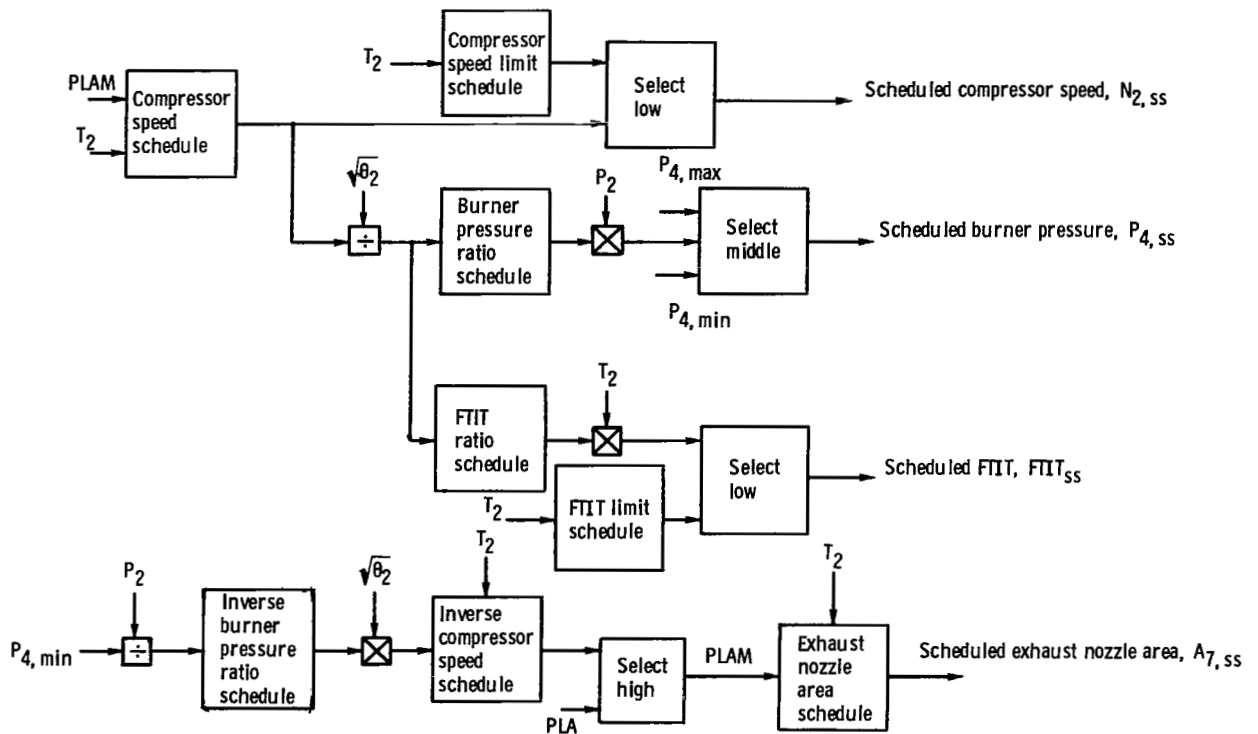 Compressor
speed limit
schedule
T2
Select
low
Scheduled compressor speed, N2, ss
PLAM
T2
Compressor
speed
schedule
√θ2
÷
Burner
pressure
ratio
schedule
P2
P4, max
P4, min
Select
middle
Scheduled burner pressure, P4, ss
FTIT
ratio
schedule
T2
T2
FTIT limit
schedule
Select
low
Scheduled FTIT, FTITss
P4, min
P2
÷
Inverse
burner
pressure
ratio
schedule
√θ2
T2
Inverse
compressor
speed
schedule
PLA
Select
high
PLAM
T2
Exhaust
nozzle
area
schedule
Scheduled exhaust nozzle area, A7, ss